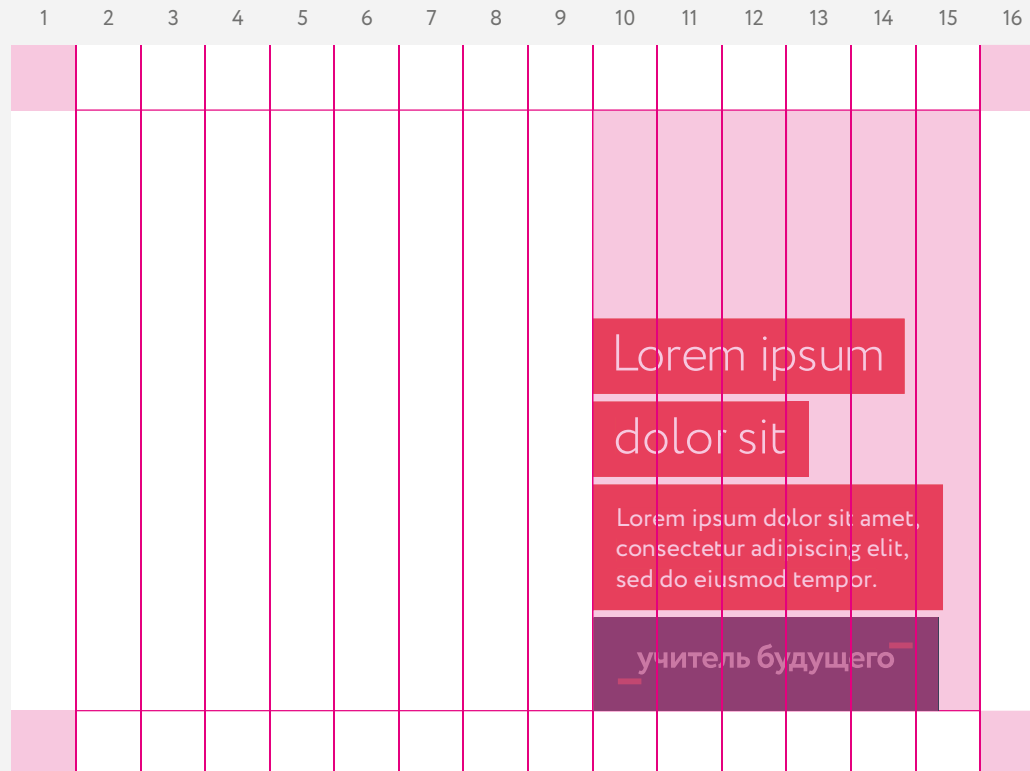 1 2 3 4 5 6 7 8 9 10 11 12 13 14 15 16
Lorem ipsum
dolor sit
Lorem ipsum dolor sit amet,
consectetur adipiscing elit,
sed do eiusmod tempor.
учитель будущего